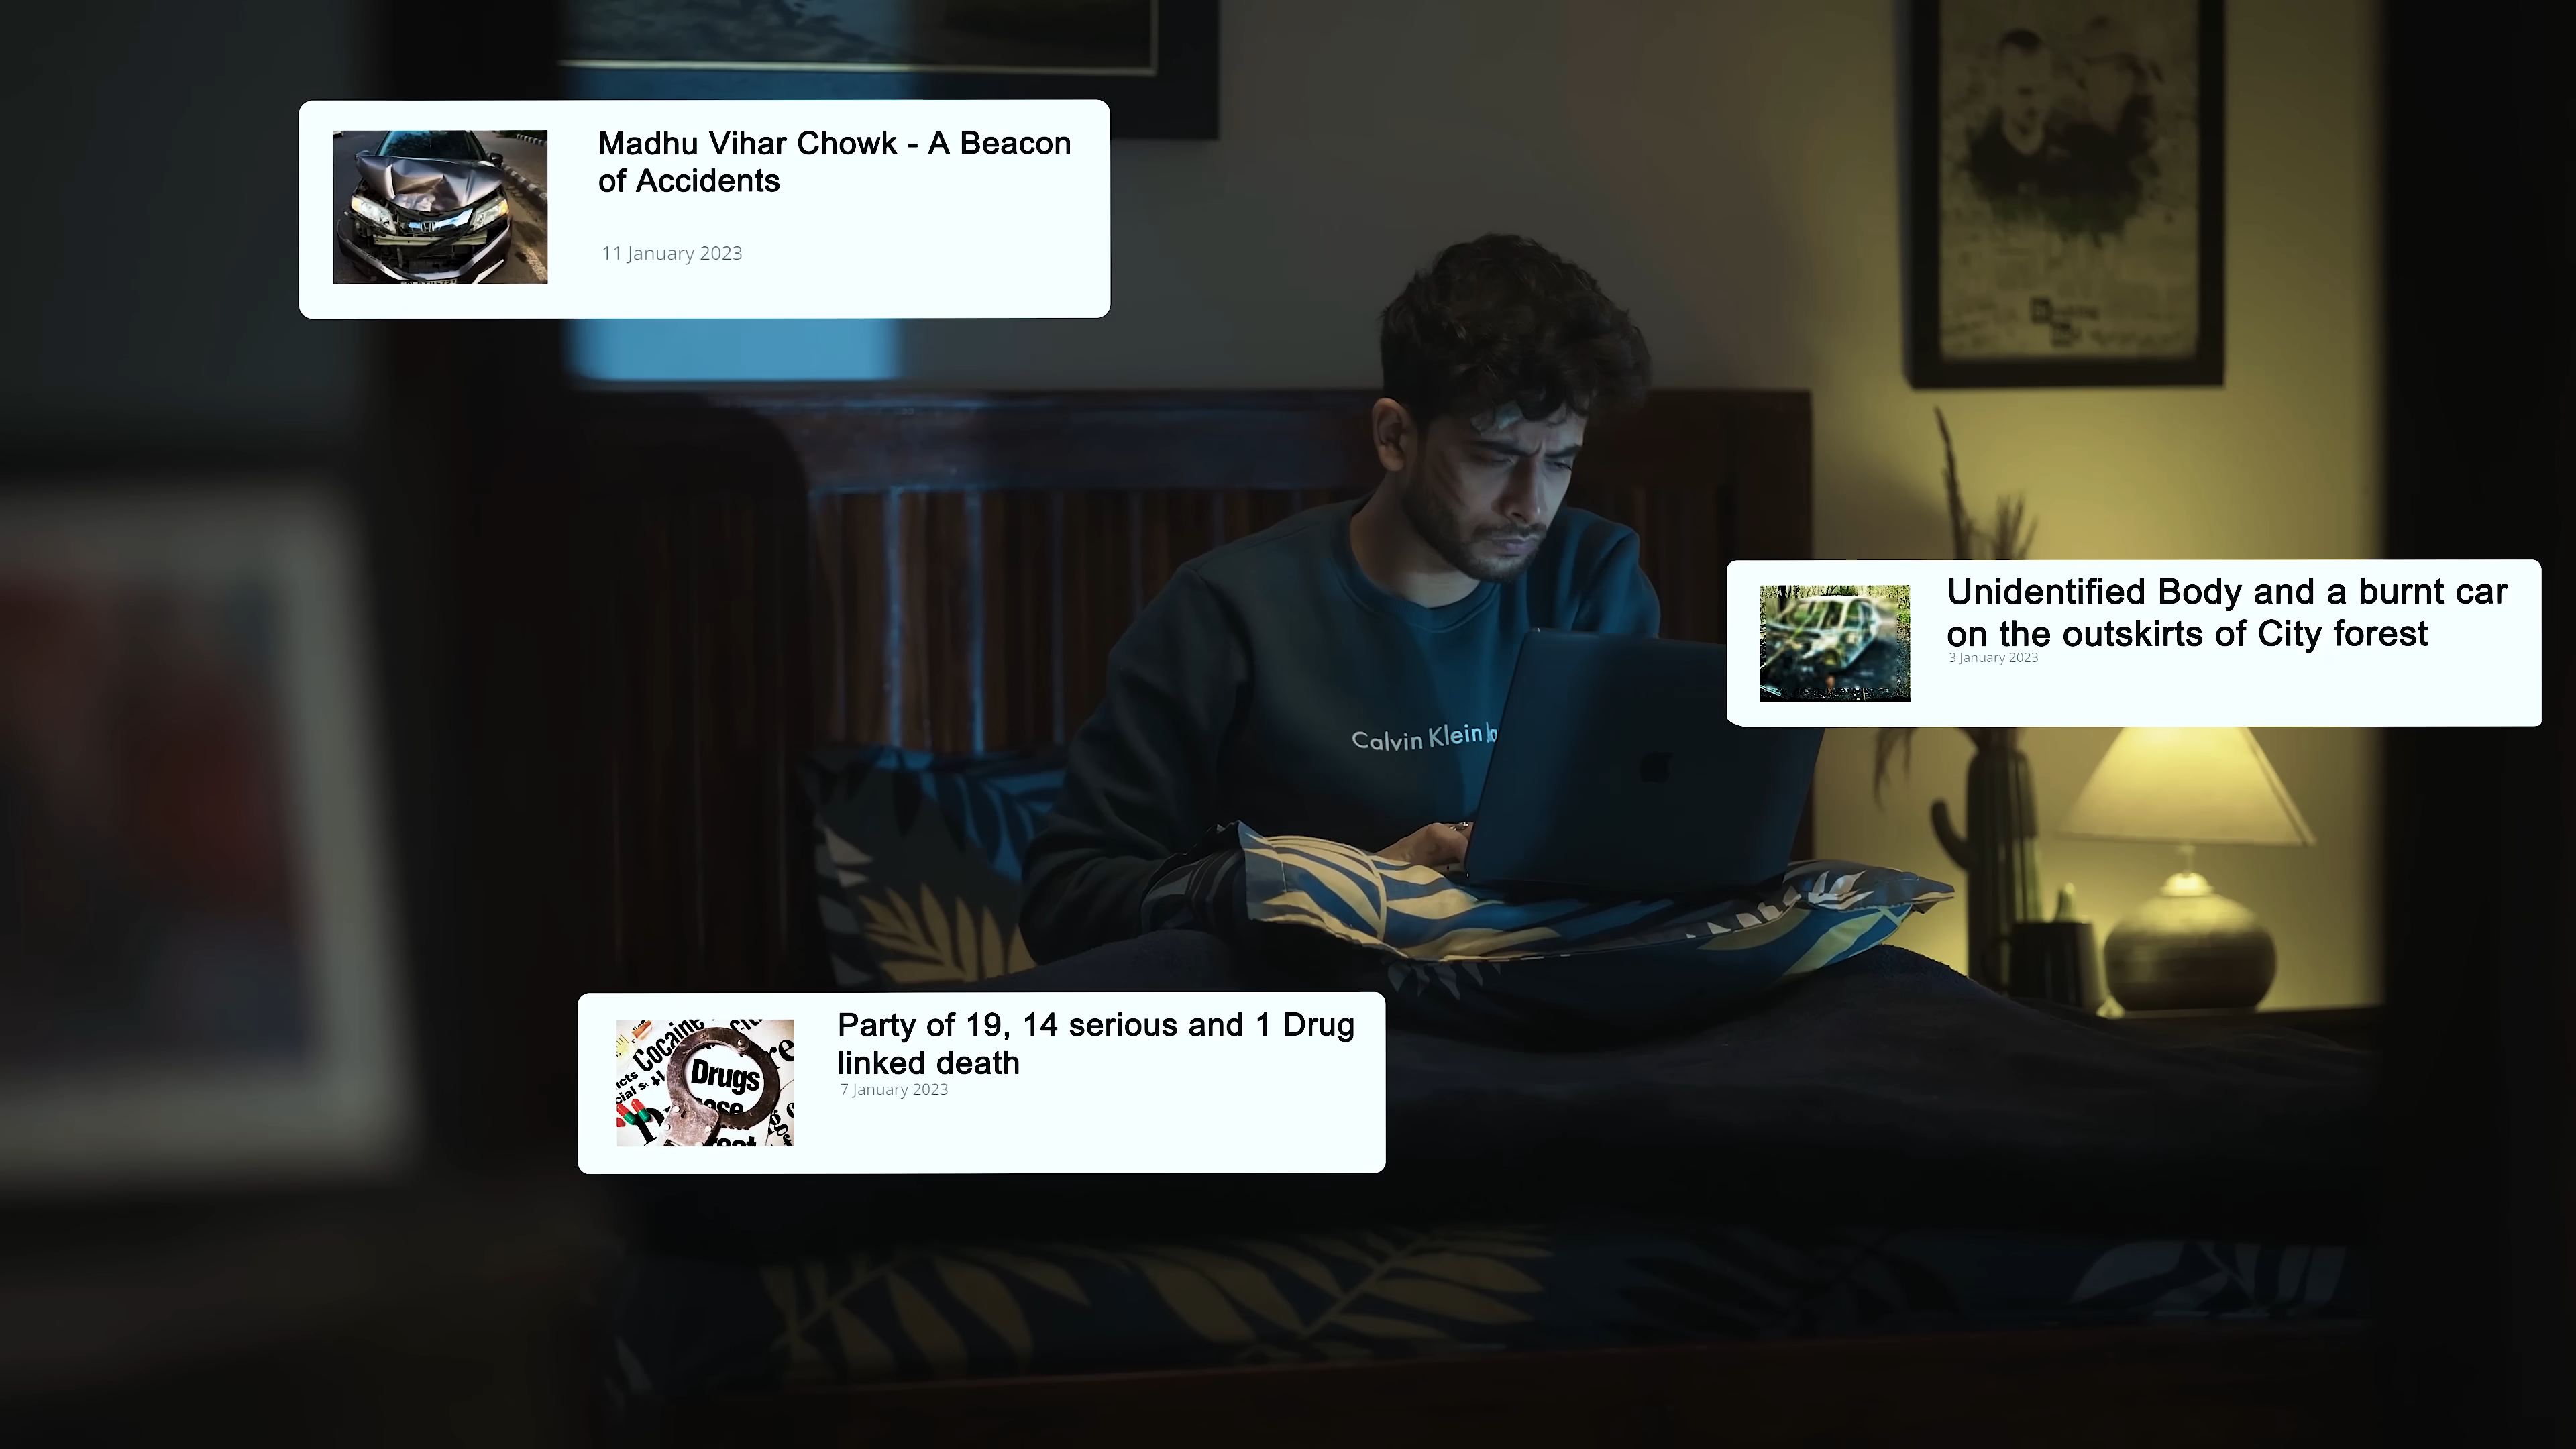 Madhu Vihar Chowk - A Beacon
of Accidents
11 January 2023
Unidentified Body and a burnt car
on the outskirts of City forest
3 January 2023
Calvin Klein
Party of 19, 14 serious and 1 Drug
linked death
7 January 2023
Cocaine
Drugs